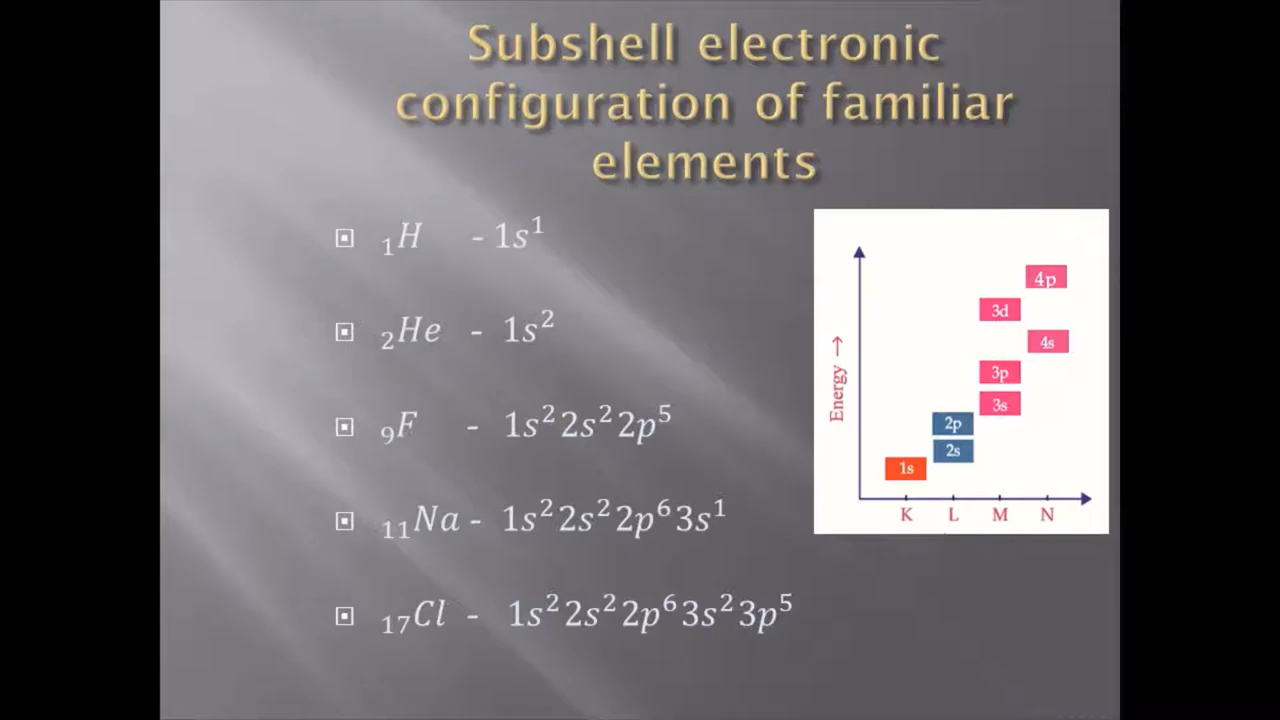 Subshell electronic
configuration of familiar
elements
₁H - 1s¹
₂He - 1s²
₉F - 1s²2s²2p⁵
₁₁Na - 1s²2s²2p⁶3s¹
₁₇Cl - 1s²2s²2p⁶3s²3p⁵
Energy →
4p
3d
4s
3p
3s
2p
2s
1s
K L M N